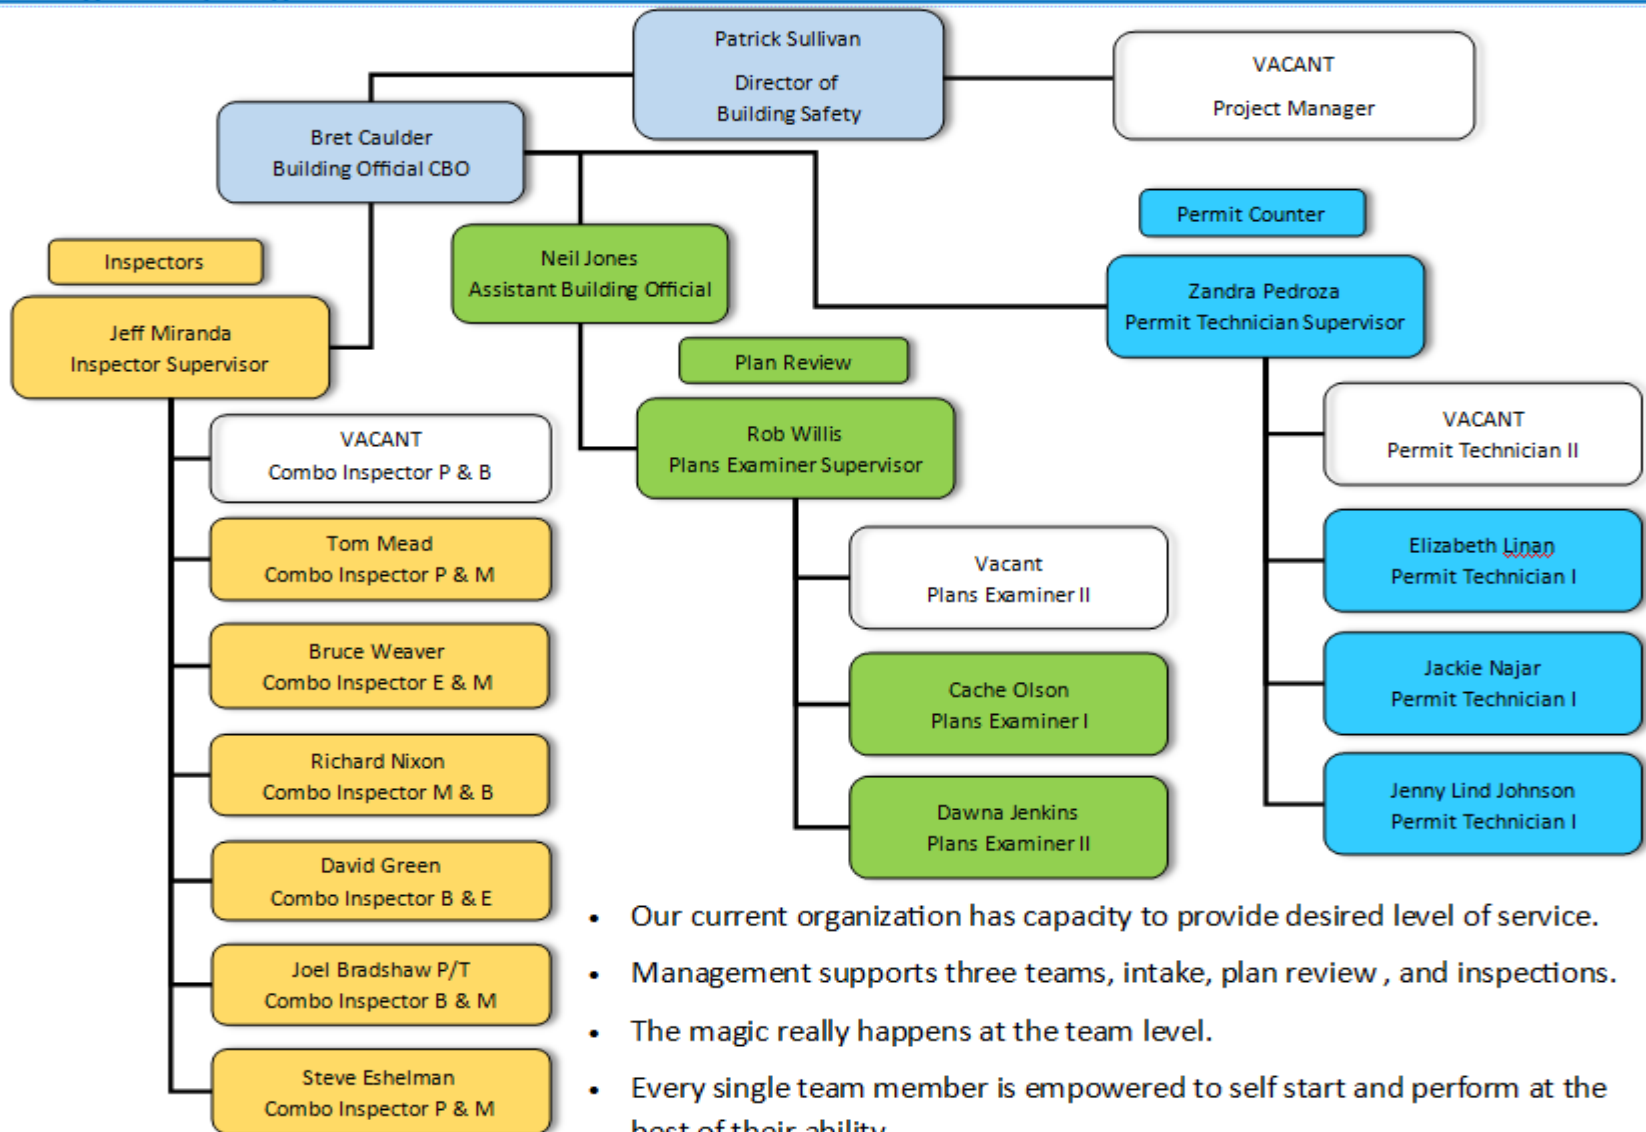 Patrick Sullivan
Director of
Building Safety
VACANT
Project Manager
Bret Caulder
Building Official CBO
Inspectors
Jeff Miranda
Inspector Supervisor
VACANT
Combo Inspector P & B
Tom Mead
Combo Inspector P & M
Bruce Weaver
Combo Inspector E & M
Richard Nixon
Combo Inspector M & B
David Green
Combo Inspector B & E
Joel Bradshaw P/T
Combo Inspector B & M
Steve Eshelman
Combo Inspector P & M
Neil Jones
Assistant Building Official
Plan Review
Rob Willis
Plans Examiner Supervisor
Vacant
Plans Examiner II
Cache Olson
Plans Examiner I
Dawna Jenkins
Plans Examiner II
Permit Counter
Zandra Pedroza
Permit Technician Supervisor
VACANT
Permit Technician II
Elizabeth Linan
Permit Technician I
Jackie Najar
Permit Technician I
Jenny Lind Johnson
Permit Technician I
• Our current organization has capacity to provide desired level of service.
• Management supports three teams, intake, plan review , and inspections.
• The magic really happens at the team level.
• Every single team member is empowered to self start and perform at the
best of their ability